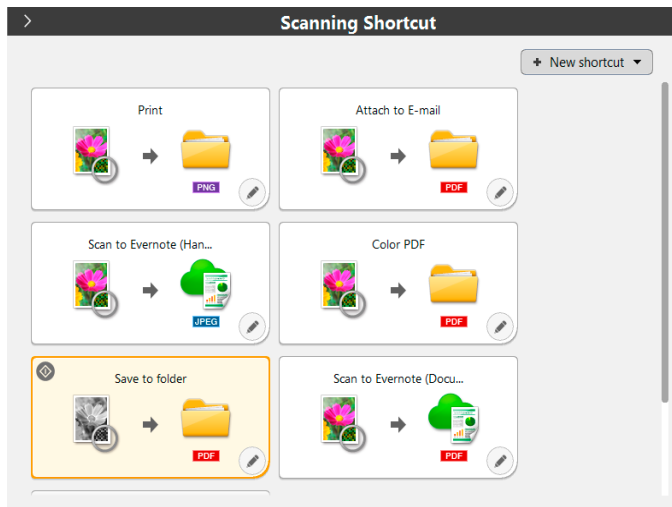 Scanning Shortcut
+ New shortcut
Print
PNG
Attach to E-mail
PDF
Scan to Evernote (Han...
JPEG
Color PDF
PDF
Save to folder
PDF
Scan to Evernote (Docu...
PDF